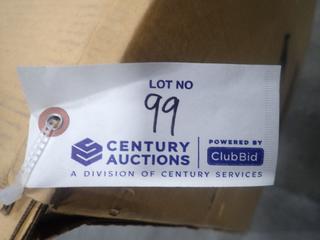 LOT NO
99
CENTURY
AUCTIONS
POWERED BY
ClubBid
A DIVISION OF CENTURY SERVICES